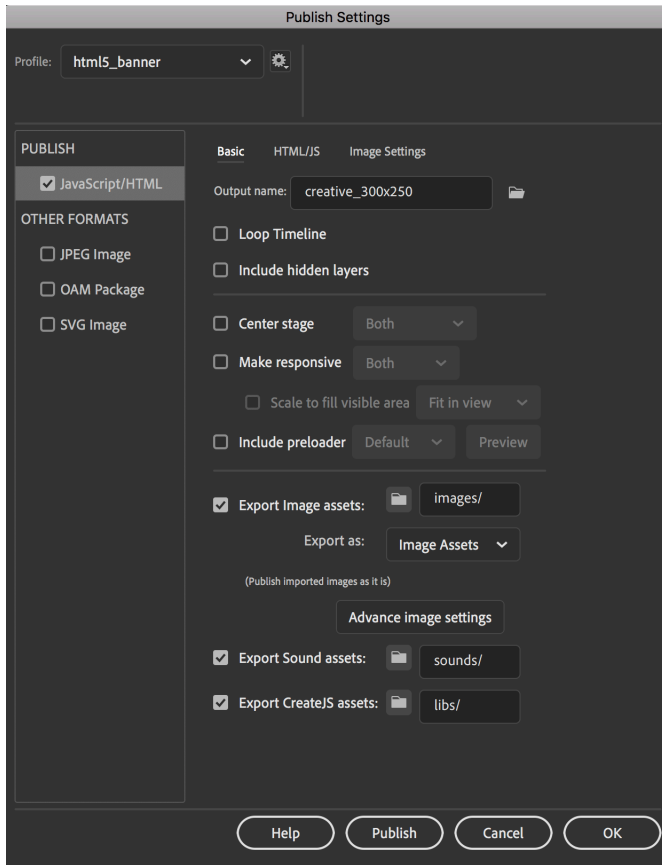 Publish Settings
Profile: html5_banner
PUBLISH
JavaScript/HTML
OTHER FORMATS
JPEG Image
OAM Package
SVG Image
Basic HTML/JS Image Settings
Output name: creative_300x250
Loop Timeline
Include hidden layers
Center stage Both
Make responsive Both
Scale to fill visible area Fit in view
Include preloader Default Preview
Export Image assets: images/
Export as: Image Assets
(Publish imported images as it is)
Advance image settings
Export Sound assets: sounds/
Export CreateJS assets: libs/
Help Publish Cancel OK